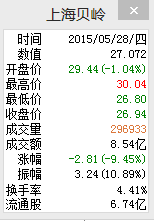 上海贝岭 ×
时间 2015/05/28/四
数值 27.072
开盘价 29.44(-1.04%)
最高价 30.04
最低价 26.80
收盘价 26.94
成交量 296933
成交额 8.54亿
涨幅 -2.81(-9.45%)
振幅 3.24(10.89%)
换手率 4.41%
流通股 6.74亿